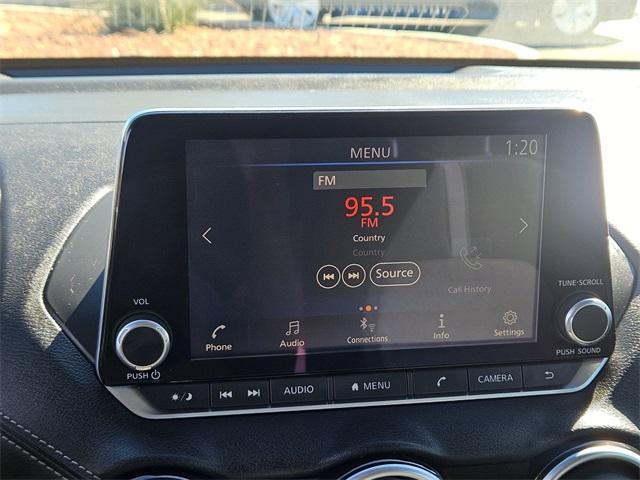 MENU
1:20
FM
95.5
FM
Country
Country
Source
Call History
Phone
Audio
Connections
Info
Settings
VOL
PUSH
TUNE·SCROLL
PUSH SOUND
AUDIO
MENU
CAMERA